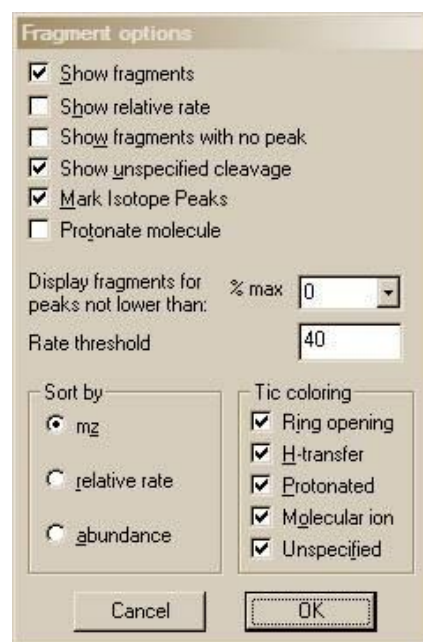 Fragment options
Show fragments
Show relative rate
Show fragments with no peak
Show unspecified cleavage
Mark Isotope Peaks
Protonate molecule
Display fragments for
peaks not lower than:
% max
0
Rate threshold
40
Sort by
mz
relative rate
abundance
Tic coloring
Ring opening
H-transfer
Protonated
Molecular ion
Unspecified
Cancel
OK